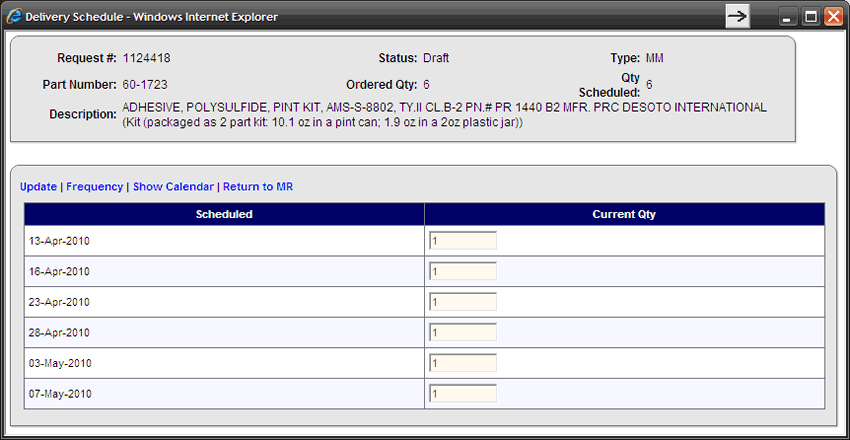 Delivery Schedule - Windows Internet Explorer
Request #: 1124418 Status: Draft Type: MM
Part Number: 60-1723 Ordered Qty: 6 Qty Scheduled: 6
Description: ADHESIVE, POLYSULFIDE, PINT KIT, AMS-S-8802, TY.II CL.B-2 PN.# PR 1440 B2 MFR. PRC DESOTO INTERNATIONAL
(Kit (packaged as 2 part kit: 10.1 oz in a pint can; 1.9 oz in a 2oz plastic jar))
Update | Frequency | Show Calendar | Return to MR
Scheduled Current Qty
13-Apr-2010 1
16-Apr-2010 1
23-Apr-2010 1
28-Apr-2010 1
03-May-2010 1
07-May-2010 1